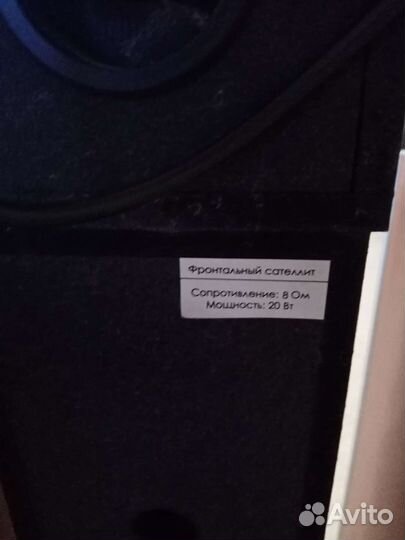 Фронтальный сателлит
Сопротивление: 8 Ом
Мощность: 20 Вт
Avito